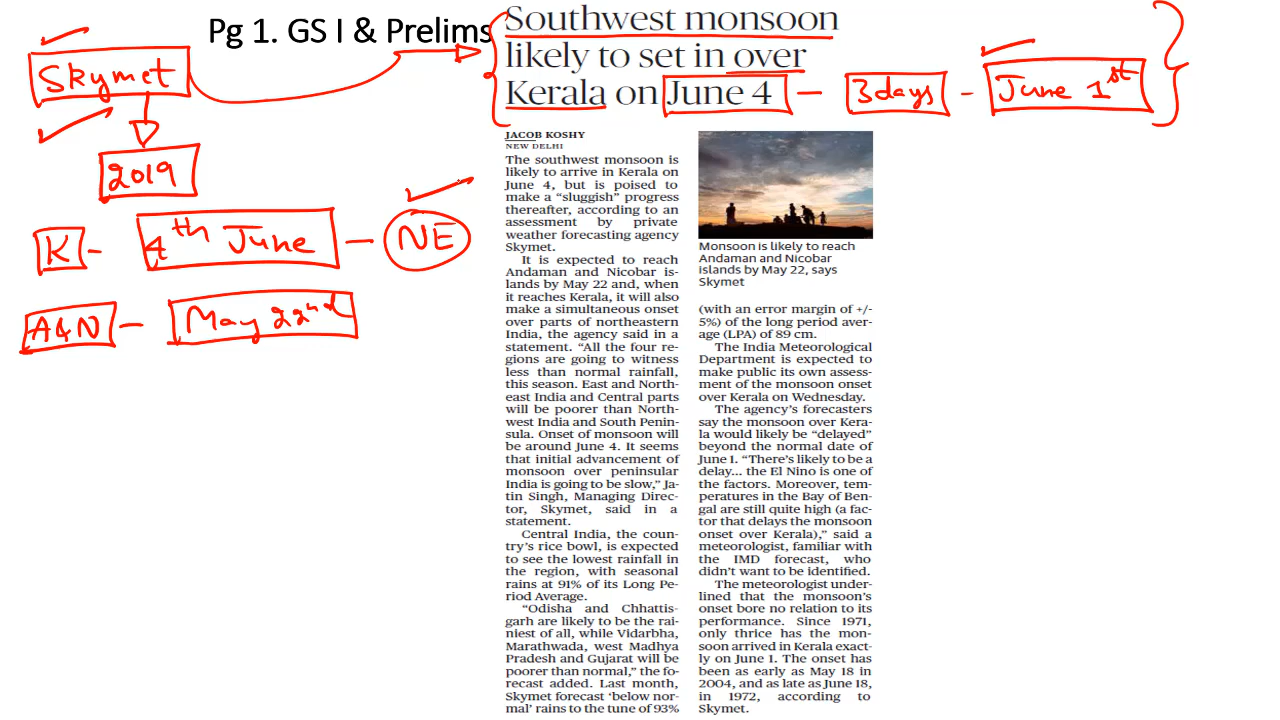 Pg 1. GS I & Prelims
Skymet
2019
K - 4th June - NE
A&N - May 22nd
Southwest monsoon
likely to set in over
Kerala on June 4 - 3days - June 1st
JACOB KOSHY
NEW DELHI
The southwest monsoon is
likely to arrive in Kerala on
June 4, but is poised to
make a “sluggish” progress
thereafter, according to an
assessment by private
weather forecasting agency
Skymet.
It is expected to reach
Andaman and Nicobar is-
lands by May 22 and, when
it reaches Kerala, it will also
make a simultaneous onset
over parts of northeastern
India, the agency said in a
statement. “All the four re-
gions are going to witness
less than normal rainfall,
this season. East and North-
east India and Central parts
will be poorer than North-
west India and South Penin-
sula. Onset of monsoon will
be around June 4. It seems
that initial advancement of
monsoon over peninsular
India is going to be slow,” Ja-
tin Singh, Managing Direc-
tor, Skymet, said in a
statement.
Central India, the coun-
try’s rice bowl, is expected
to see the lowest rainfall in
the region, with seasonal
rains at 91% of its Long Pe-
riod Average.
“Odisha and Chhattis-
garh are likely to be the rai-
niest of all, while Vidarbha,
Marathwada, west Madhya
Pradesh and Gujarat will be
poorer than normal,” the fo-
recast added. Last month,
Skymet forecast ‘below nor-
mal’ rains to the tune of 93%
Monsoon is likely to reach
Andaman and Nicobar
islands by May 22, says
Skymet
(with an error margin of +/-
5%) of the long period aver-
age (LPA) of 89 cm.
The India Meteorological
Department is expected to
make public its own assess-
ment of the monsoon onset
over Kerala on Wednesday.
The agency’s forecasters
say the monsoon over Kera-
la would likely be “delayed”
beyond the normal date of
June 1. “There’s likely to be a
delay... the El Nino is one of
the factors. Moreover, tem-
peratures in the Bay of Ben-
gal are still quite high (a fac-
tor that delays the monsoon
onset over Kerala),” said a
meteorologist, familiar with
the IMD forecast, who
didn’t want to be identified.
The meteorologist under-
lined that the monsoon’s
onset bore no relation to its
performance. Since 1971,
only thrice has the mon-
soon arrived in Kerala exact-
ly on June 1. The onset has
been as early as May 18 in
2004, and as late as June 18,
in 1972, according to
Skymet.